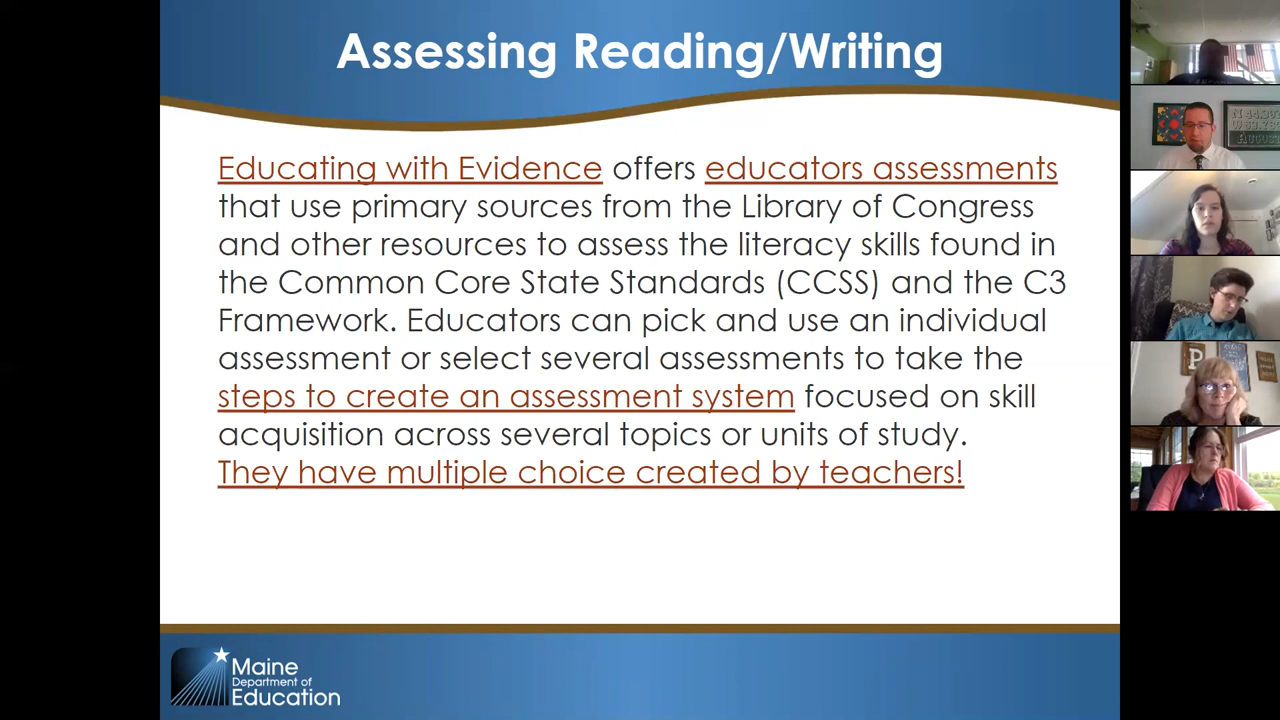 Assessing Reading/Writing
Educating with Evidence offers educators assessments
that use primary sources from the Library of Congress
and other resources to assess the literacy skills found in
the Common Core State Standards (CCSS) and the C3
Framework. Educators can pick and use an individual
assessment or select several assessments to take the
steps to create an assessment system focused on skill
acquisition across several topics or units of study.
They have multiple choice created by teachers!
Maine
Department of
Education
P